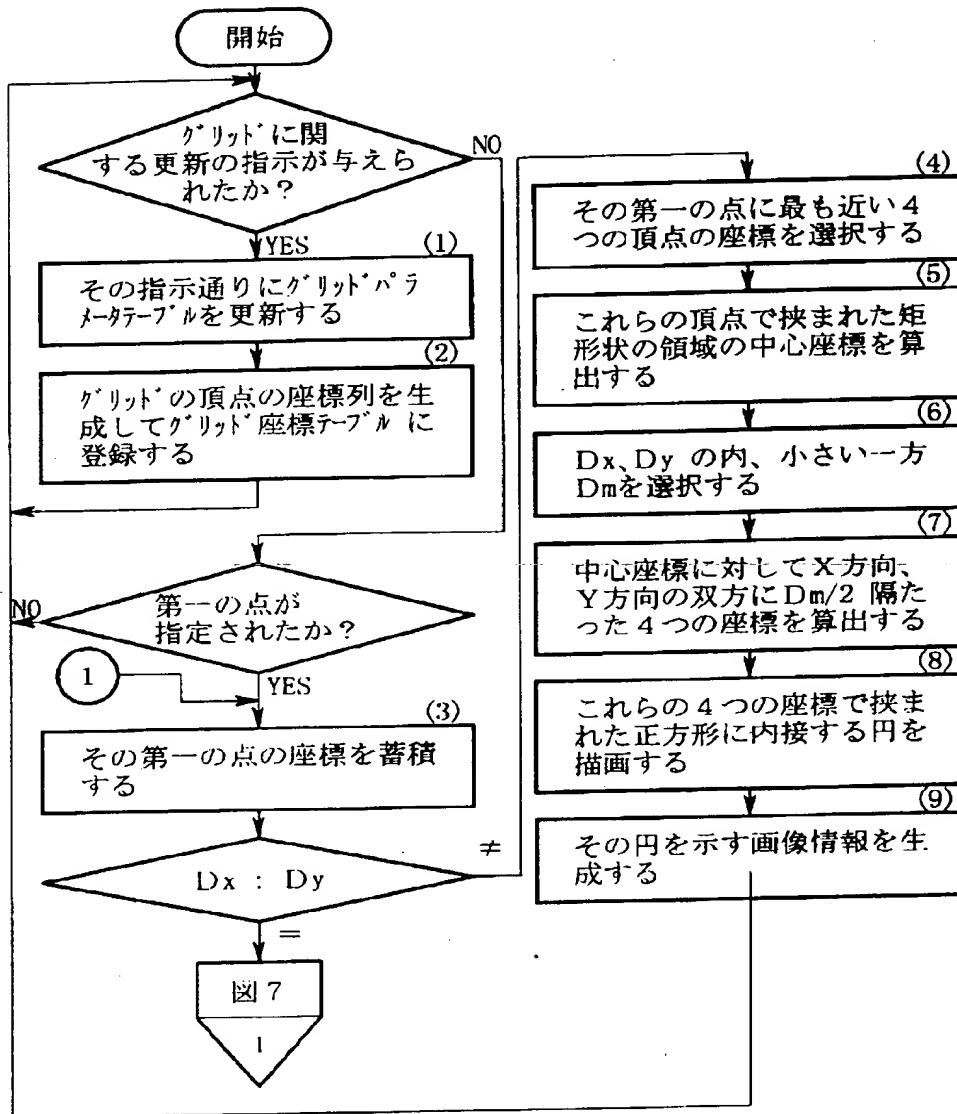 開始
グリッドに関
する更新の指示が与えら
れたか？
NO
YES
(1)
その指示通りにグリッドパラ
メータテーブルを更新する
(2)
グリッドの頂点の座標列を生
成してグリッド座標テーブルに
登録する
第一の点が
指定されたか？
NO
YES
1
(3)
その第一の点の座標を蓄積
する
Dx : Dy
≠
=
図7
1
(4)
その第一の点に最も近い4
つの頂点の座標を選択する
(5)
これらの頂点で挟まれた矩
形状の領域の中心座標を算
出する
(6)
Dx、Dy の内、小さい一方
Dmを選択する
(7)
中心座標に対してX方向、
Y方向の双方にDm/2 隔た
った4つの座標を算出する
(8)
これらの4つの座標で挟ま
れた正方形に内接する円を
描画する
(9)
その円を示す画像情報を生
成する